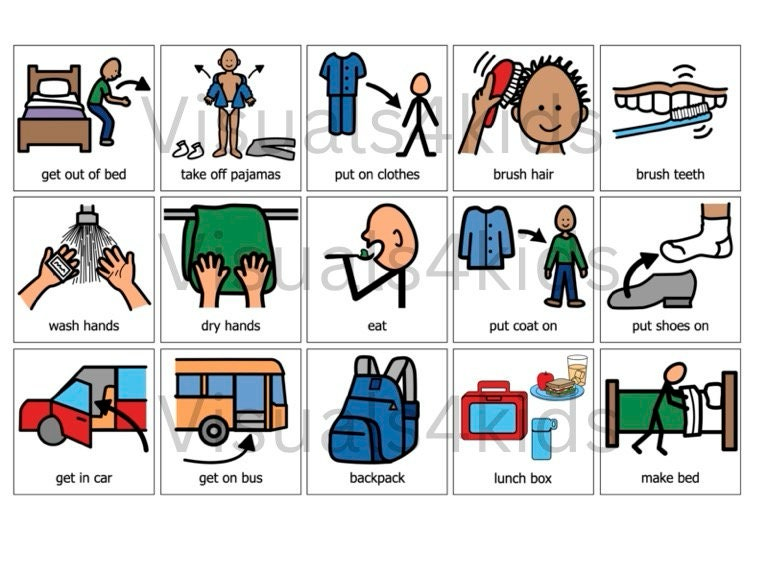 get out of bed
take off pajamas
put on clothes
brush hair
brush teeth
Visuals4kids
wash hands
dry hands
eat
put coat on
put shoes on
Visuals4kids
get in car
get on bus
backpack
lunch box
make bed
Visuals4kids